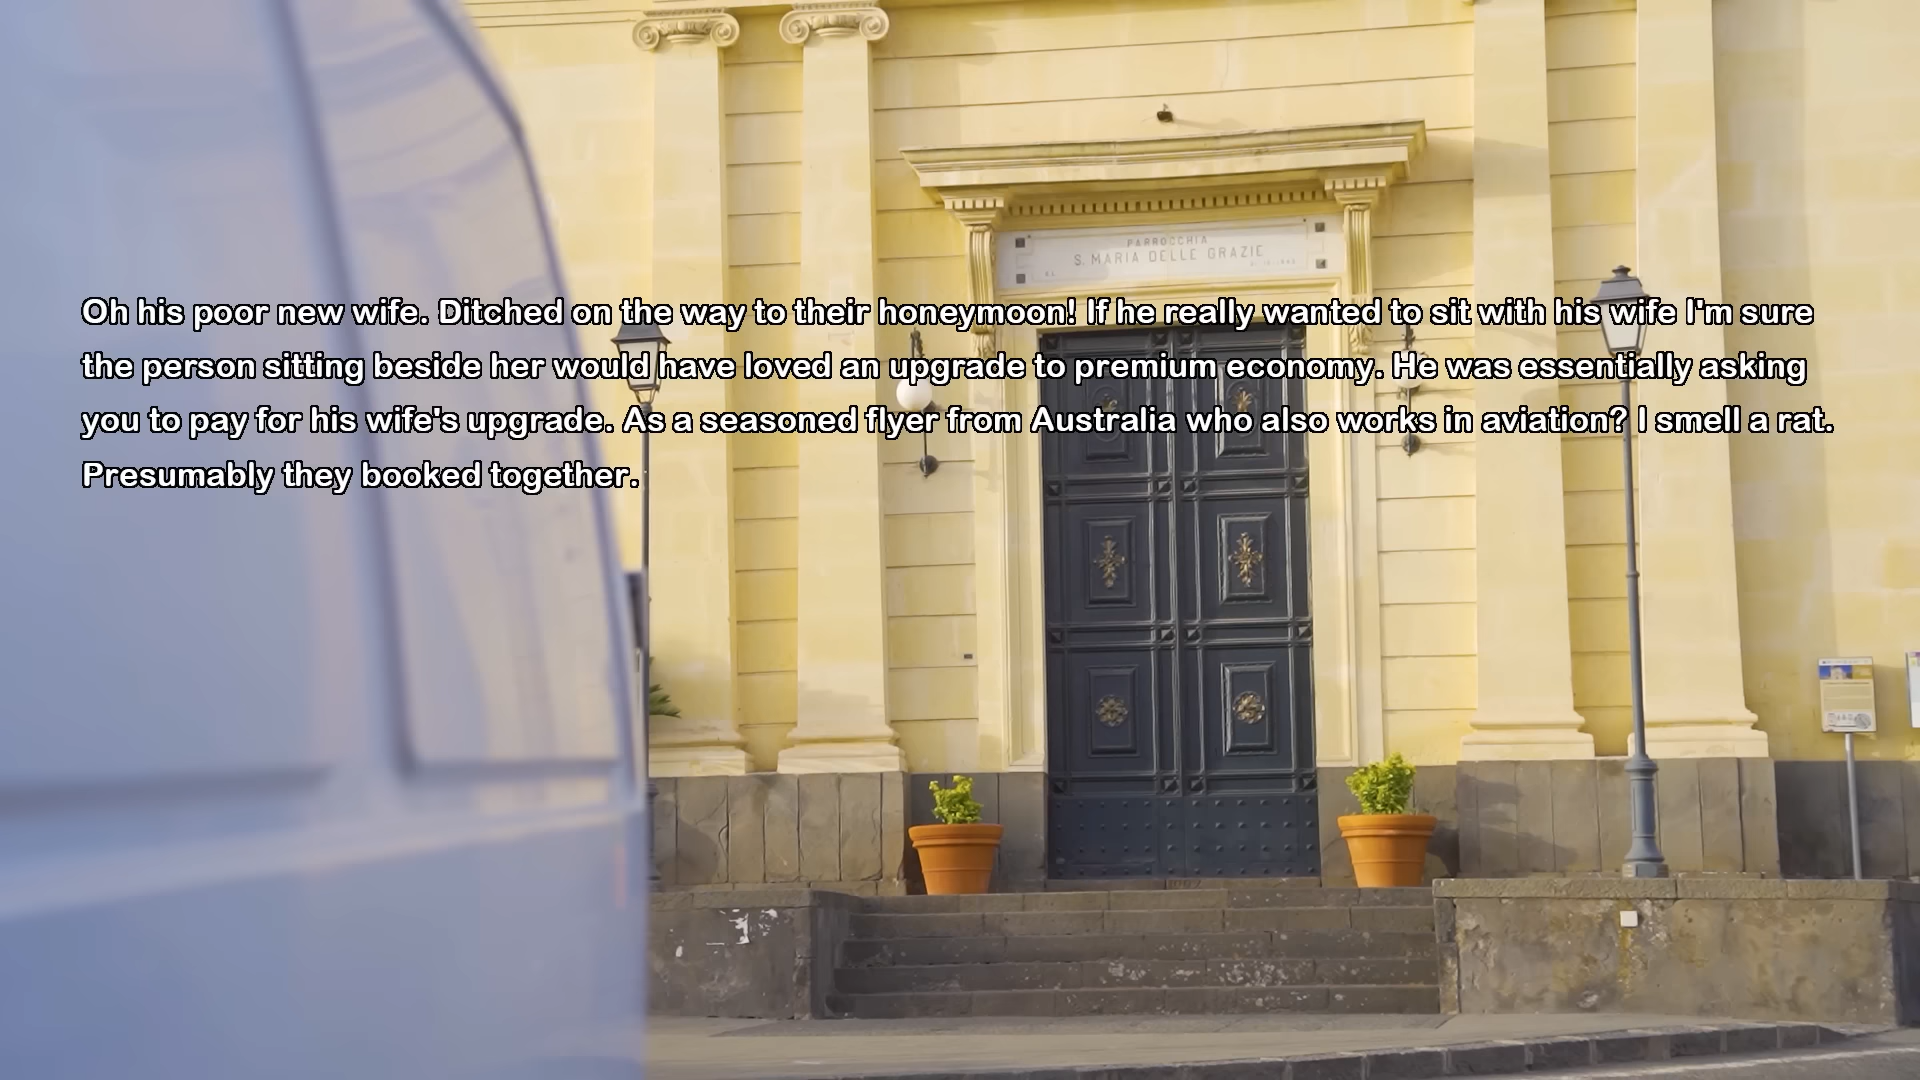 PARROCCHIA
S. MARIA DELLE GRAZIE
Oh his poor new wife. Ditched on the way to their honeymoon! If he really wanted to sit with his wife I'm sure
the person sitting beside her would have loved an upgrade to premium economy. He was essentially asking
you to pay for his wife's upgrade. As a seasoned flyer from Australia who also works in aviation? I smell a rat.
Presumably they booked together.